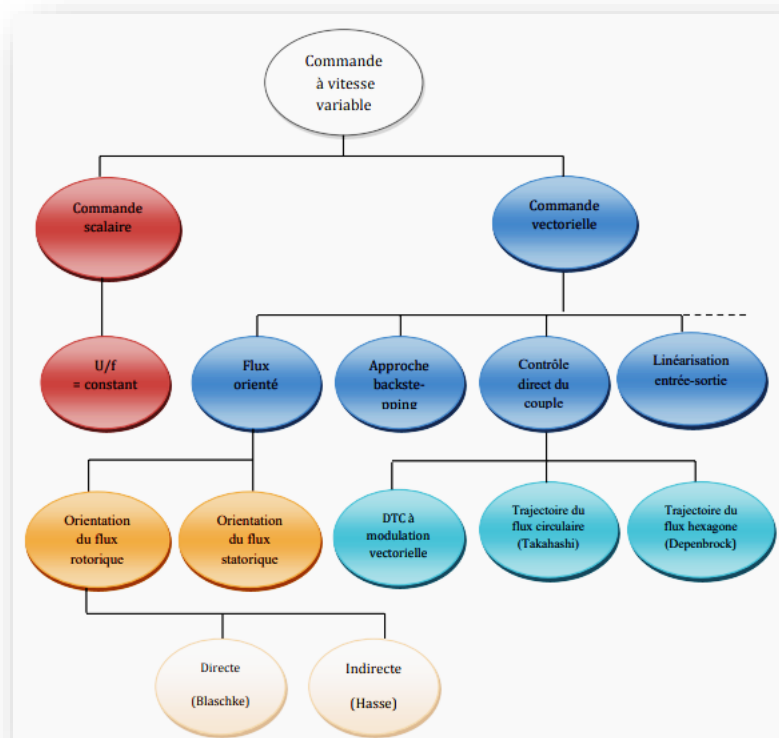 Commande
à vitesse
variable
Commande
scalaire
Commande
vectorielle
U/f
= constant
Flux
orienté
Approche
backste-
pping
Contrôle
direct du
couple
Linéarisation
entrée-sortie
Orientation
du flux
rotorique
Orientation
du flux
statorique
DTC à
modulation
vectorielle
Trajectoire du
flux circulaire
(Takahashi)
Trajectoire du
flux hexagone
(Depenbrock)
Directe
(Blaschke)
Indirecte
(Hasse)